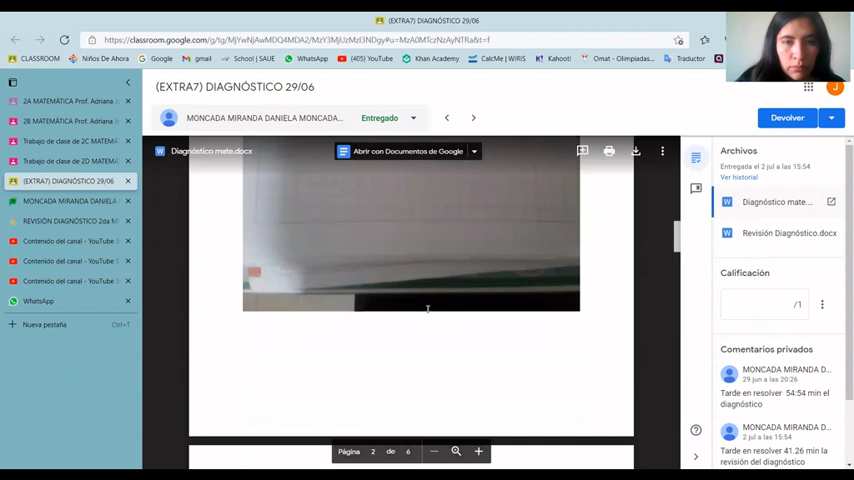 (EXTRA7) DIAGNÓSTICO 29/06
https://classroom.google.com/g/tg/
CLASSROOM
Niños De Ahora
Google
gmail
School | SAUE
WhatsApp
(405) YouTube
Khan Academy
CalcMe | WIRIS
Kahoot!
Omat - Olimpiadas...
Traductor
2A MATEMÁTICA Prof. Adriana
2B MATEMÁTICA Prof. Adriana
Trabajo de clase de 2C MATEMÁ
Trabajo de clase de 2D MATEMÁ
(EXTRA7) DIAGNÓSTICO 29/06
MONCADA MIRANDA DANIELA
REVISIÓN DIAGNÓSTICO 2da M
Contenido del canal - YouTube
Contenido del canal - YouTube
Contenido del canal - YouTube
WhatsApp
Nueva pestaña
Ctrl+T
(EXTRA7) DIAGNÓSTICO 29/06
J
MONCADA MIRANDA DANIELA MONCADA...
Entregado
Devolver
Diagnóstico mate.docx
Abrir con Documentos de Google
Página 2 de 6
Archivos
Entregada el 2 jul a las 15:54
Ver historial
Diagnóstico mate...
Revisión Diagnóstico.docx
Calificación
/1
Comentarios privados
MONCADA MIRANDA D...
29 jun a las 20:26
Tarde en resolver 54:54 min el
diagnóstico
MONCADA MIRANDA D...
2 jul a las 15:54
Tarde en resolver 41.26 min la
revisión del diagnóstico